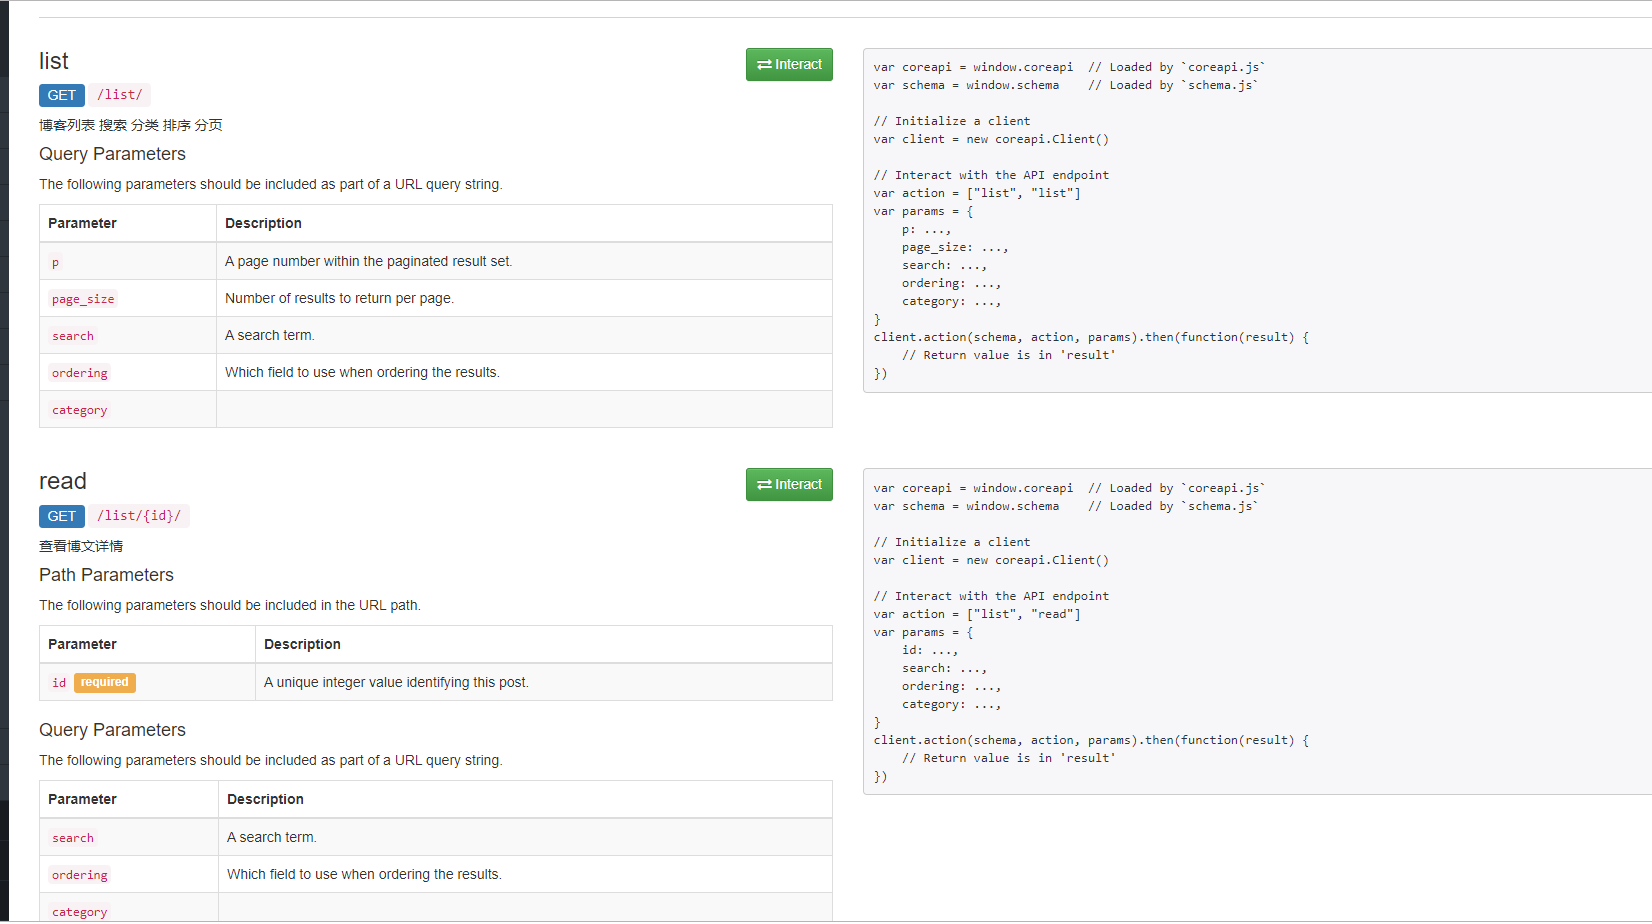 list
Interact
GET /list/
博客列表 搜索 分类 排序 分页
Query Parameters
The following parameters should be included as part of a URL query string.
Parameter Description
p A page number within the paginated result set.
page_size Number of results to return per page.
search A search term.
ordering Which field to use when ordering the results.
category
var coreapi = window.coreapi  // Loaded by `coreapi.js`
var schema = window.schema    // Loaded by `schema.js`
// Initialize a client
var client = new coreapi.Client()
// Interact with the API endpoint
var action = ["list", "list"]
var params = {
    p: ...,
    page_size: ...,
    search: ...,
    ordering: ...,
    category: ...,
}
client.action(schema, action, params).then(function(result) {
    // Return value is in 'result'
})
read
Interact
GET /list/{id}/
查看博文详情
Path Parameters
The following parameters should be included in the URL path.
Parameter Description
id required A unique integer value identifying this post.
Query Parameters
The following parameters should be included as part of a URL query string.
Parameter Description
search A search term.
ordering Which field to use when ordering the results.
category
var coreapi = window.coreapi  // Loaded by `coreapi.js`
var schema = window.schema    // Loaded by `schema.js`
// Initialize a client
var client = new coreapi.Client()
// Interact with the API endpoint
var action = ["list", "read"]
var params = {
    id: ...,
    search: ...,
    ordering: ...,
    category: ...,
}
client.action(schema, action, params).then(function(result) {
    // Return value is in 'result'
})